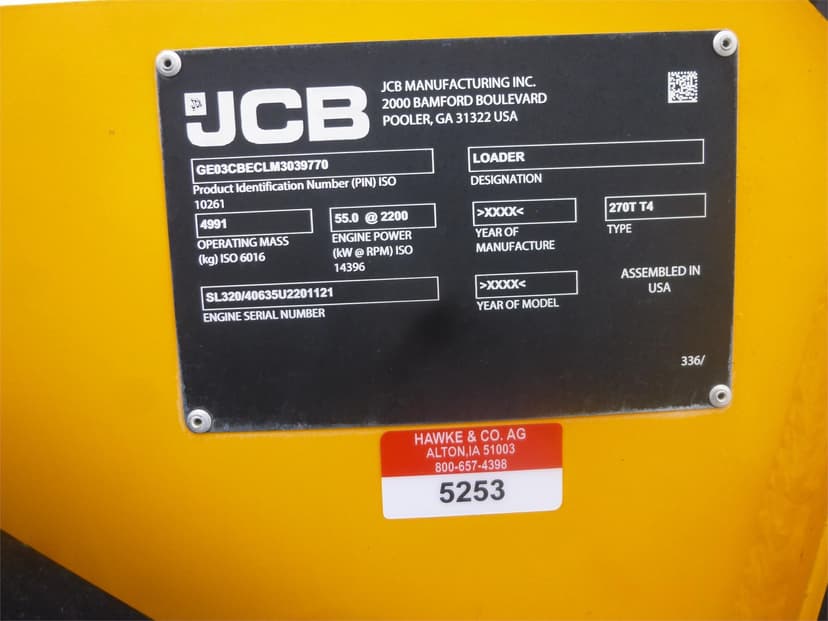 JCB
JCB MANUFACTURING INC.
2000 BAMFORD BOULEVARD
POOLER, GA 31322 USA
GE03CBECLM3039770
Product Identification Number (PIN) ISO
10261
LOADER
DESIGNATION
4991
OPERATING MASS
(kg) ISO 6016
55.0 @ 2200
ENGINE POWER
(kW @ RPM) ISO
14396
>XXXX<
YEAR OF
MANUFACTURE
270T T4
TYPE
SL320/40635U2201121
ENGINE SERIAL NUMBER
>XXXX<
YEAR OF MODEL
ASSEMBLED IN
USA
336/
HAWKE & CO. AG
ALTON,IA 51003
800-657-4398
5253